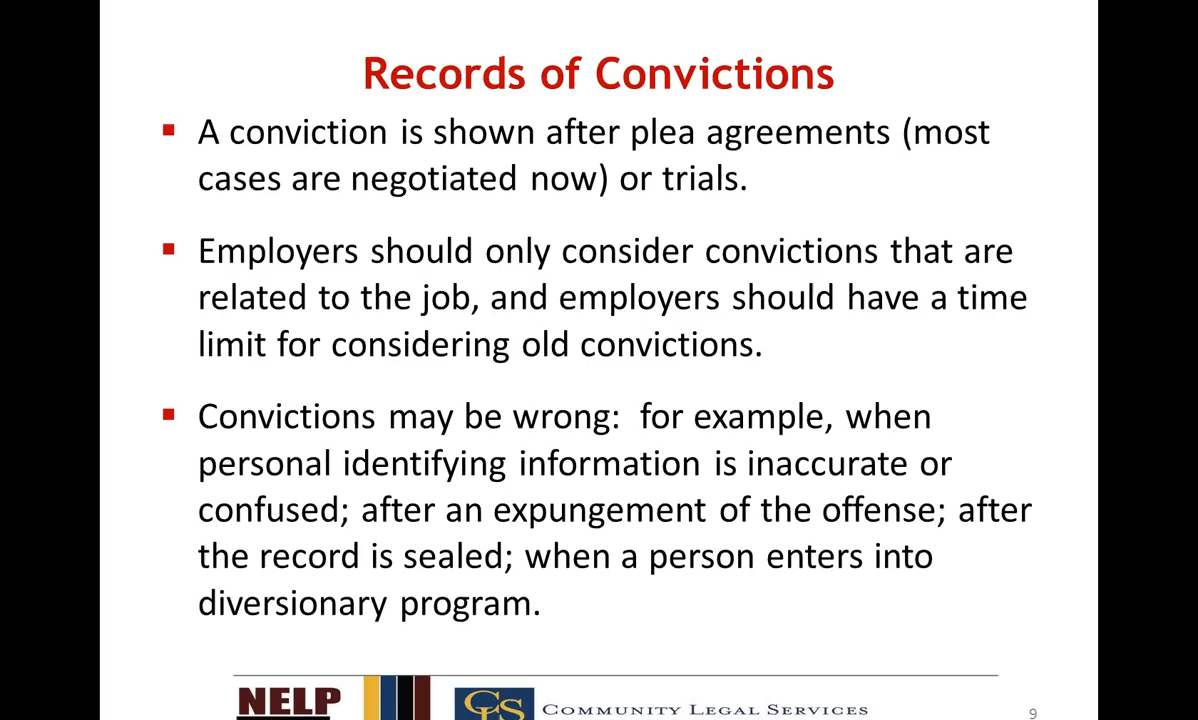 Records of Convictions
▪ A conviction is shown after plea agreements (most
cases are negotiated now) or trials.
▪ Employers should only consider convictions that are
related to the job, and employers should have a time
limit for considering old convictions.
▪ Convictions may be wrong:  for example, when
personal identifying information is inaccurate or
confused; after an expungement of the offense; after
the record is sealed; when a person enters into
diversionary program.
NELP CLS COMMUNITY LEGAL SERVICES 9